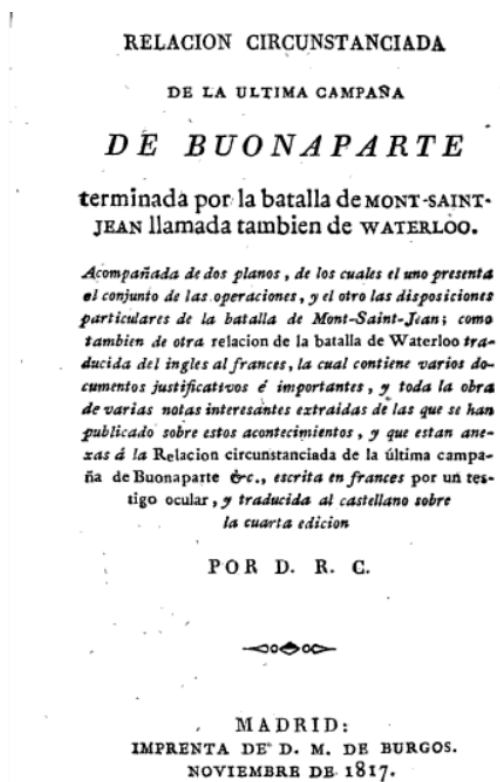 RELACION CIRCUNSTANCIADA
DE LA ULTIMA CAMPAÑA
DE BUONAPARTE
terminada por la batalla de MONT-SAINT-
JEAN llamada tambien de WATERLOO.
Acompañada de dos planos, de los cuales el uno presenta
el conjunto de las operaciones, y el otro las disposiciones
particulares de la batalla de Mont-Saint-Jean; como
tambien de otra relacion de la batalla de Waterloo tra-
ducida del ingles al frances, la cual contiene varios do-
cumentos justificativos é importantes, y toda la obra
de varias notas interesantes extraidas de las que se han
publicado sobre estos acontecimientos, y que estan ane-
xas á la Relacion circunstanciada de la última campa-
ña de Buonaparte &c., escrita en frances por un tes-
tigo ocular, y traducida al castellano sobre
la cuarta edicion
POR D. R. C.
MADRID:
IMPRENTA DE D. M. DE BURGOS.
NOVIEMBRE DE 1817.